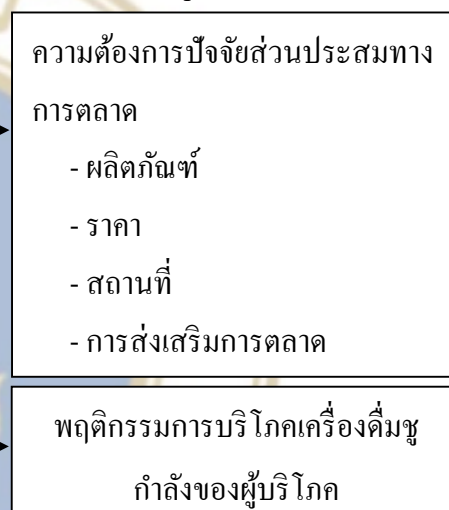 ความต้องการปัจจัยส่วนประสมทาง
การตลาด
- ผลิตภัณฑ์
- ราคา
- สถานที่
- การส่งเสริมการตลาด
พฤติกรรมการบริโภคเครื่องดื่มชู
กำลังของผู้บริโภค